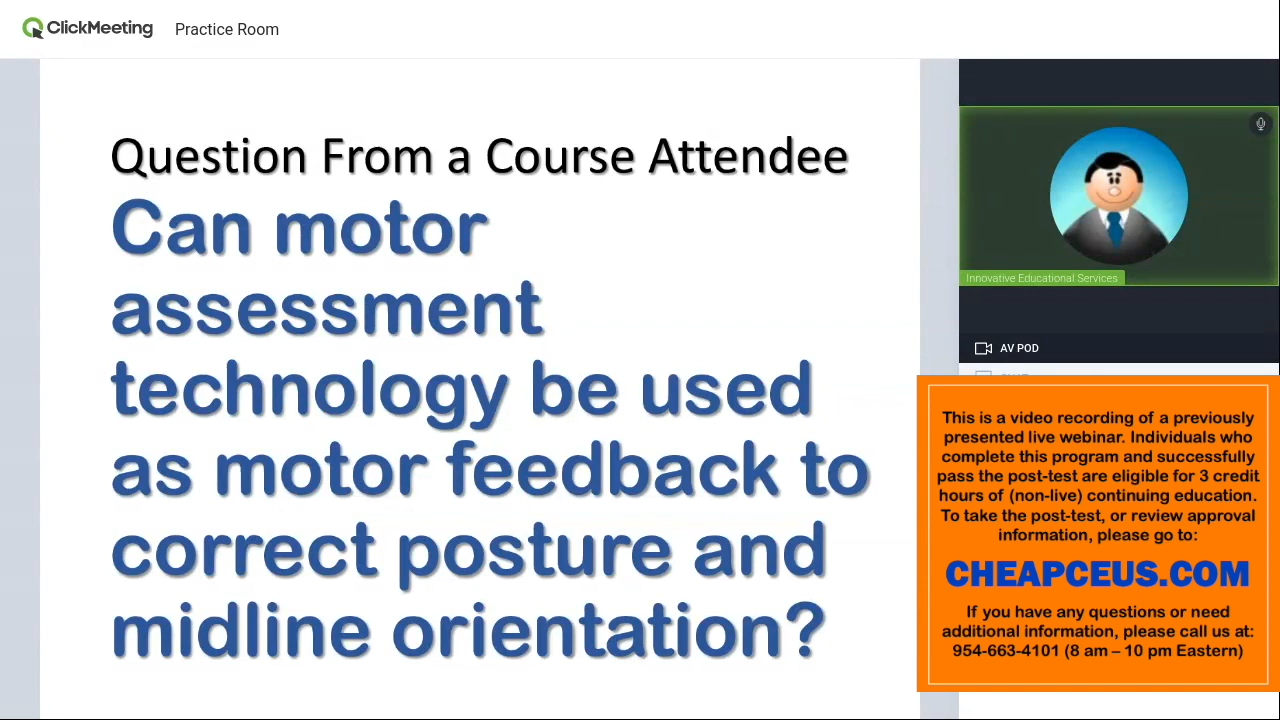 ClickMeeting Practice Room
Question From a Course Attendee
Can motor
assessment
technology be used
as motor feedback to
correct posture and
midline orientation?
Innovative Educational Services
AV POD
This is a video recording of a previously
presented live webinar. Individuals who
complete this program and successfully
pass the post-test are eligible for 3 credit
hours of (non-live) continuing education.
To take the post-test, or review approval
information, please go to:
CHEAPCEUS.COM
If you have any questions or need
additional information, please call us at:
954-663-4101 (8 am – 10 pm Eastern)